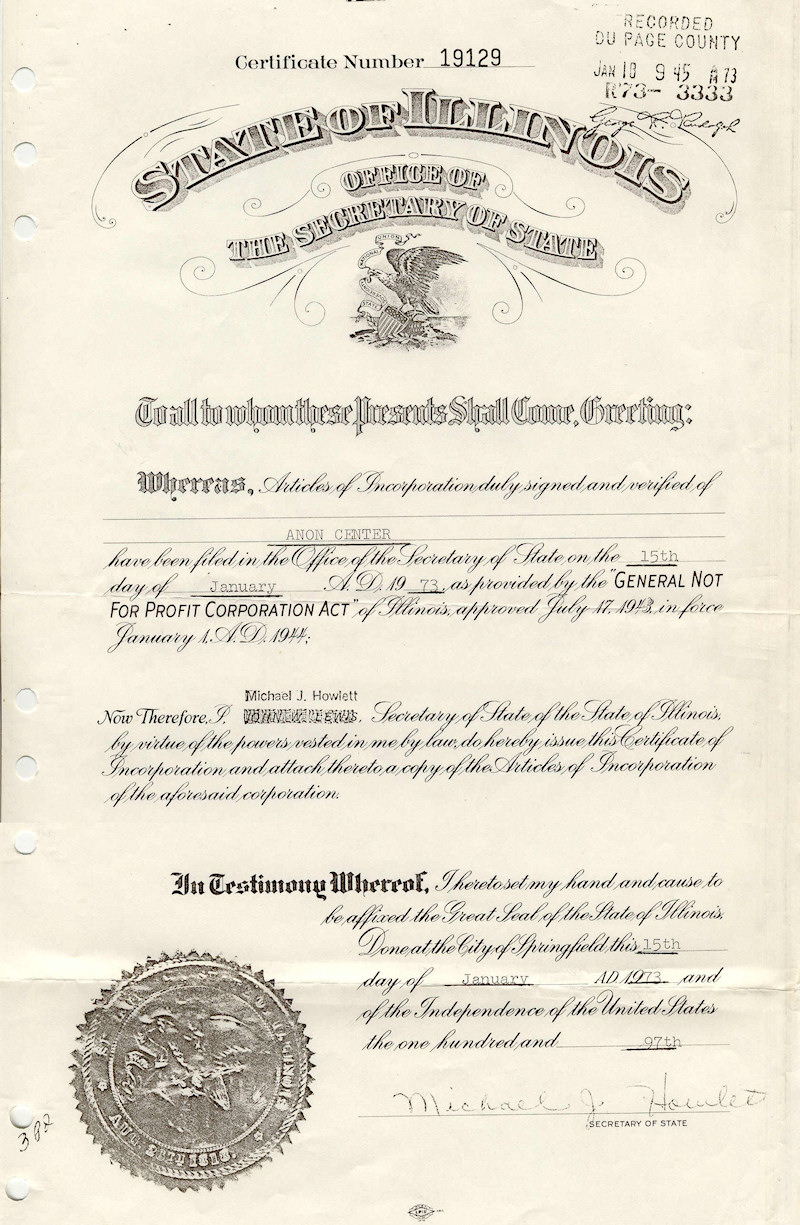 RECORDED
DU PAGE COUNTY
Certificate Number 19129
JAN 18 9 45 A 73
R73- 3333
STATE OF ILLINOIS
OFFICE OF
THE SECRETARY OF STATE
To all to whom these Presents Shall Come, Greeting:
Whereas, Articles of Incorporation duly signed and verified of
ANON CENTER
have been filed in the Office of the Secretary of State on the 15th
day of January A.D. 19 73, as provided by the "GENERAL NOT
FOR PROFIT CORPORATION ACT" of Illinois, approved July 17, 1943, in force
January 1, A.D. 1944;
Michael J. Howlett
Now Therefore, I, Secretary of State of the State of Illinois,
by virtue of the powers vested in me by law, do hereby issue this Certificate of
Incorporation and attach thereto a copy of the Articles of Incorporation
of the aforesaid corporation.
In Testimony Whereof, I hereto set my hand and cause to
be affixed the Great Seal of the State of Illinois,
Done at the City of Springfield this 15th
day of January AD. 1973 and
of the Independence of the United States
the one hundred and 97th
Michael J. Howlett
SECRETARY OF STATE
AUG. 26TH 1818
382